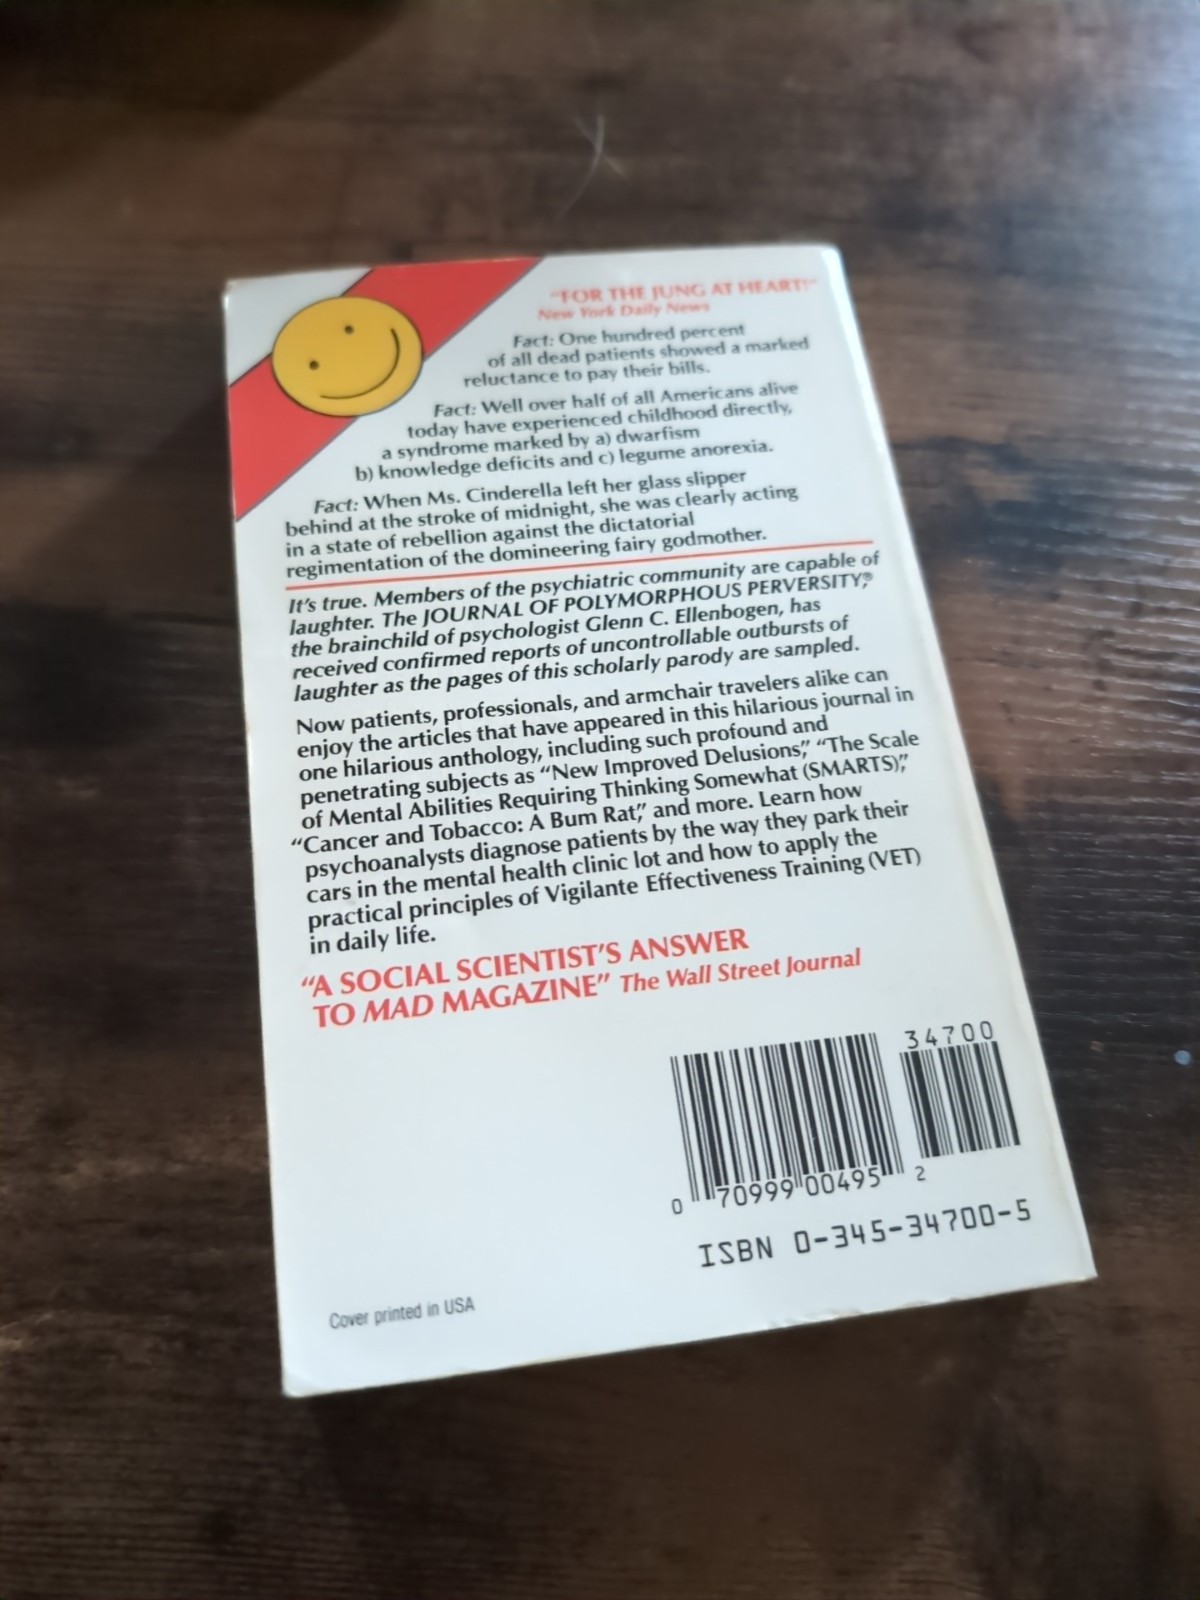 "FOR THE JUNG AT HEART!"
New York Daily News
Fact: One hundred percent
of all dead patients showed a marked
reluctance to pay their bills.
Fact: Well over half of all Americans alive
today have experienced childhood directly,
a syndrome marked by a) dwarfism
b) knowledge deficits and c) legume anorexia.
Fact: When Ms. Cinderella left her glass slipper
behind at the stroke of midnight, she was clearly acting
in a state of rebellion against the dictatorial
regimentation of the domineering fairy godmother.
It's true. Members of the psychiatric community are capable of
laughter. The JOURNAL OF POLYMORPHOUS PERVERSITY,®
the brainchild of psychologist Glenn C. Ellenbogen, has
received confirmed reports of uncontrollable outbursts of
laughter as the pages of this scholarly parody are sampled.
Now patients, professionals, and armchair travelers alike can
enjoy the articles that have appeared in this hilarious journal in
one hilarious anthology, including such profound and
penetrating subjects as "New Improved Delusions," "The Scale
of Mental Abilities Requiring Thinking Somewhat (SMARTS),"
"Cancer and Tobacco: A Bum Rat," and more. Learn how
psychoanalysts diagnose patients by the way they park their
cars in the mental health clinic lot and how to apply the
practical principles of Vigilante Effectiveness Training (VET)
in daily life.
"A SOCIAL SCIENTIST'S ANSWER
TO MAD MAGAZINE" The Wall Street Journal
34700
0 70999 00495 2
ISBN 0-345-34700-5
Cover printed in USA